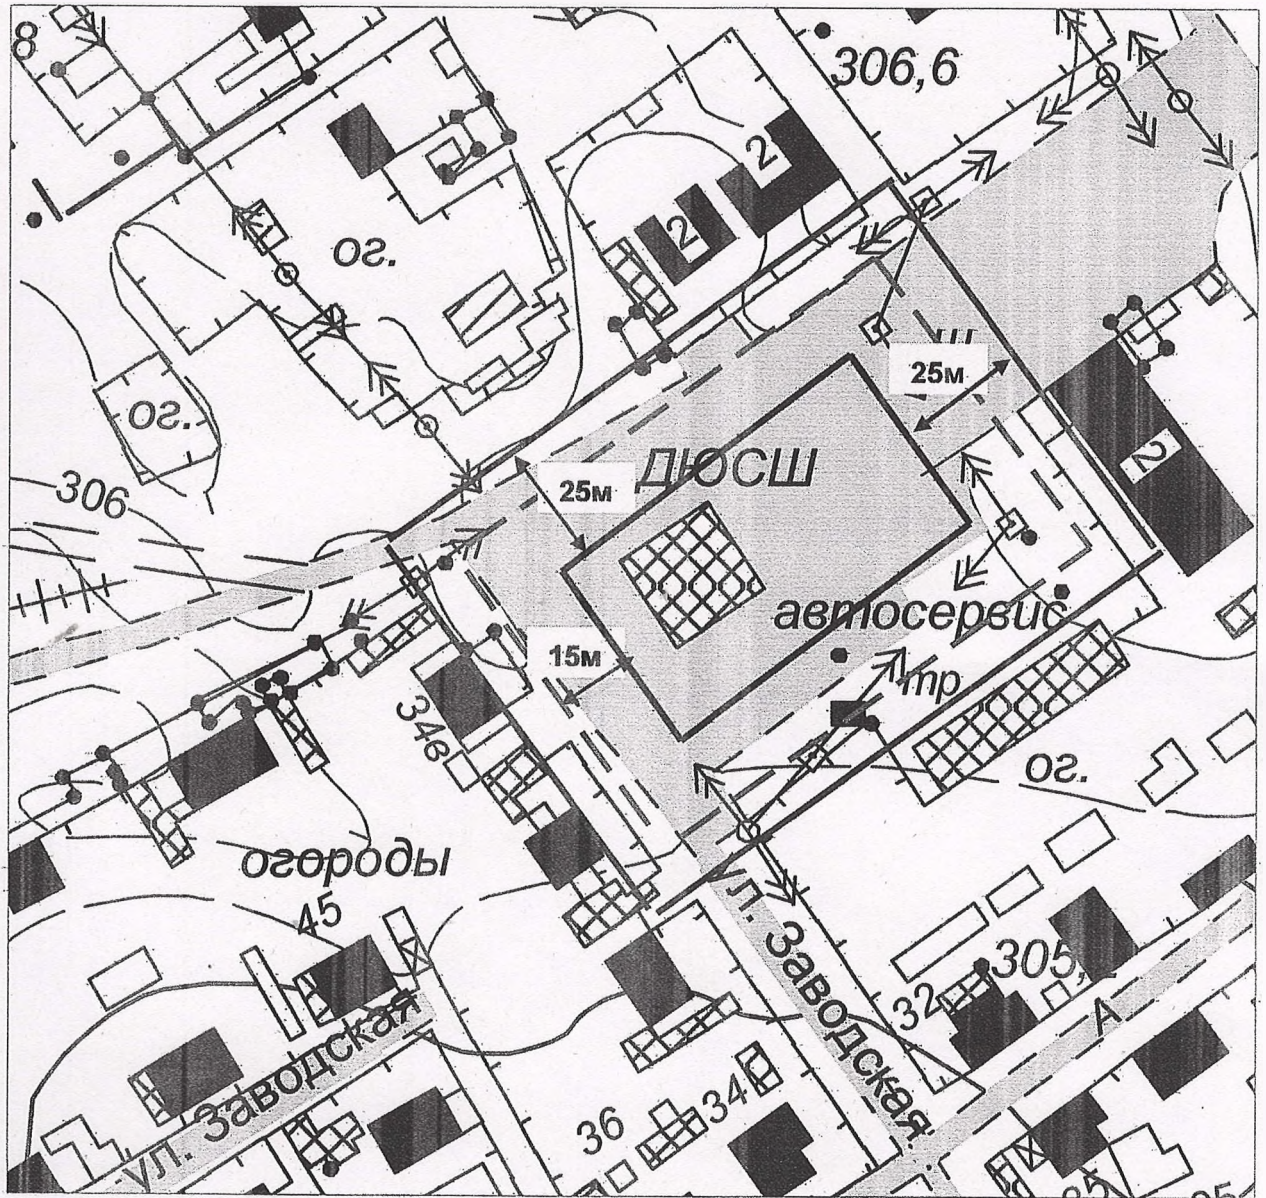 8
306,6
2
2
ог.
ш
25м
ог.
ДЮСШ
2
306
25м
автосервис
15м
тр
34в
ог.
огороды
45
ул. Заводская
305,
32
А
ул. Заводская
34
36